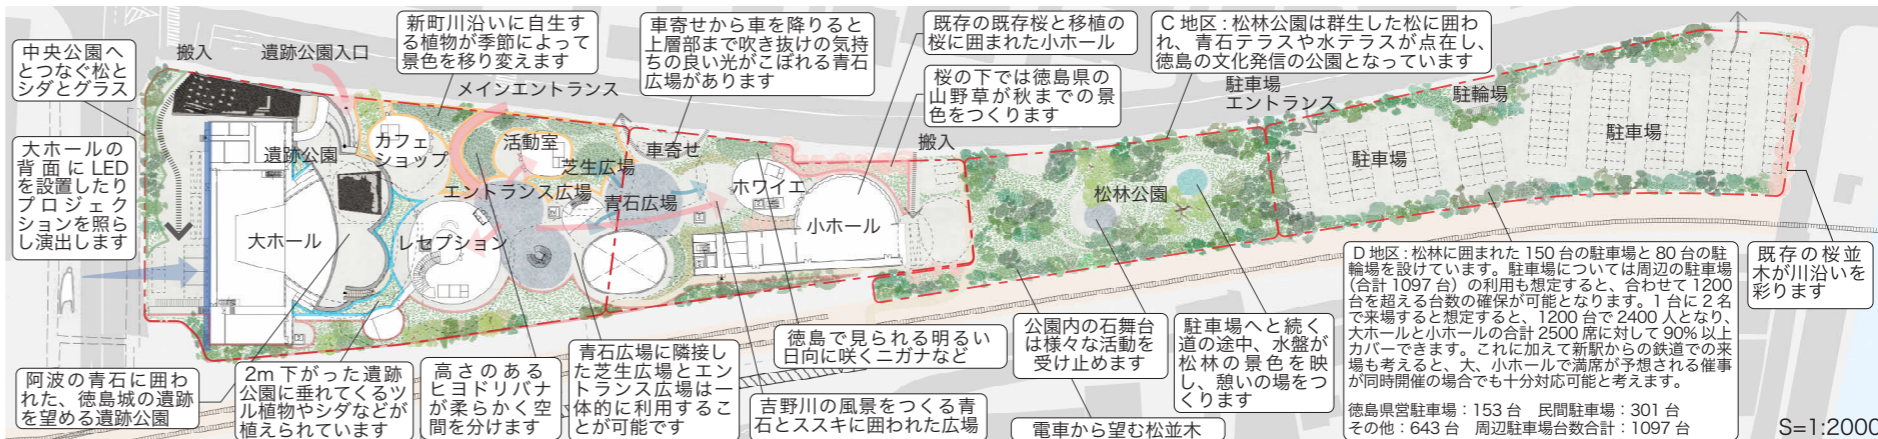 中央公園へ
とつなぐ松と
シダとグラス
搬入
遺跡公園入口
新町川沿いに自生す
る植物が季節によって
景色を移り変えます
メインエントランス
車寄せから車を降りると
上層部まで吹き抜けの気持
ちの良い光がこぼれる青石
広場があります
既存の既存桜と移植の
桜に囲まれた小ホール
桜の下では徳島県の
山野草が秋までの景
色をつくります
C 地区：松林公園は群生した松に囲わ
れ、青石テラスや水テラスが点在し、
徳島の文化発信の公園となっています
駐車場
エントランス
駐輪場
駐車場
駐車場
大ホールの
背面に LED
を設置したり
プロジェク
ションを照ら
し演出します
遺跡公園
カフェ
ショップ
活動室
芝生広場
車寄せ
搬入
エントランス広場
青石広場
ホワイエ
小ホール
松林公園
大ホール
レセプション
阿波の青石に囲わ
れた、徳島城の遺跡
を望める遺跡公園
2m 下がった遺跡
公園に垂れてくるツ
ル植物やシダなどが
植えられています
高さのある
ヒヨドリバナ
が柔らかく空
間を分けます
青石広場に隣接し
た芝生広場とエン
トランス広場は一
体的に利用するこ
とが可能です
徳島で見られる明るい
日向に咲くニガナなど
吉野川の風景をつくる青
石とススキに囲われた広場
公園内の石舞台
は様々な活動を
受け止めます
電車から望む松並木
駐車場へと続く
道の途中、水盤が
松林の景色を映
し、憩いの場をつ
くります
D 地区：松林に囲まれた 150 台の駐車場と 80 台の駐
輪場を設けています。駐車場については周辺の駐車場
(合計 1097 台）の利用も想定すると、合わせて 1200
台を超える台数の確保が可能となります。1 台に 2 名
で来場すると想定すると、1200 台で 2400 人となり、
大ホールと小ホールの合計 2500 席に対して 90% 以上
カバーできます。これに加えて新駅からの鉄道での来
場も考えると、大、小ホールで満席が予想される催事
が同時開催の場合でも十分対応可能と考えます。
徳島県営駐車場：153 台　民間駐車場：301 台
その他：643 台　周辺駐車場台数合計：1097 台
既存の桜並
木が川沿いを
彩ります
S=1:2000